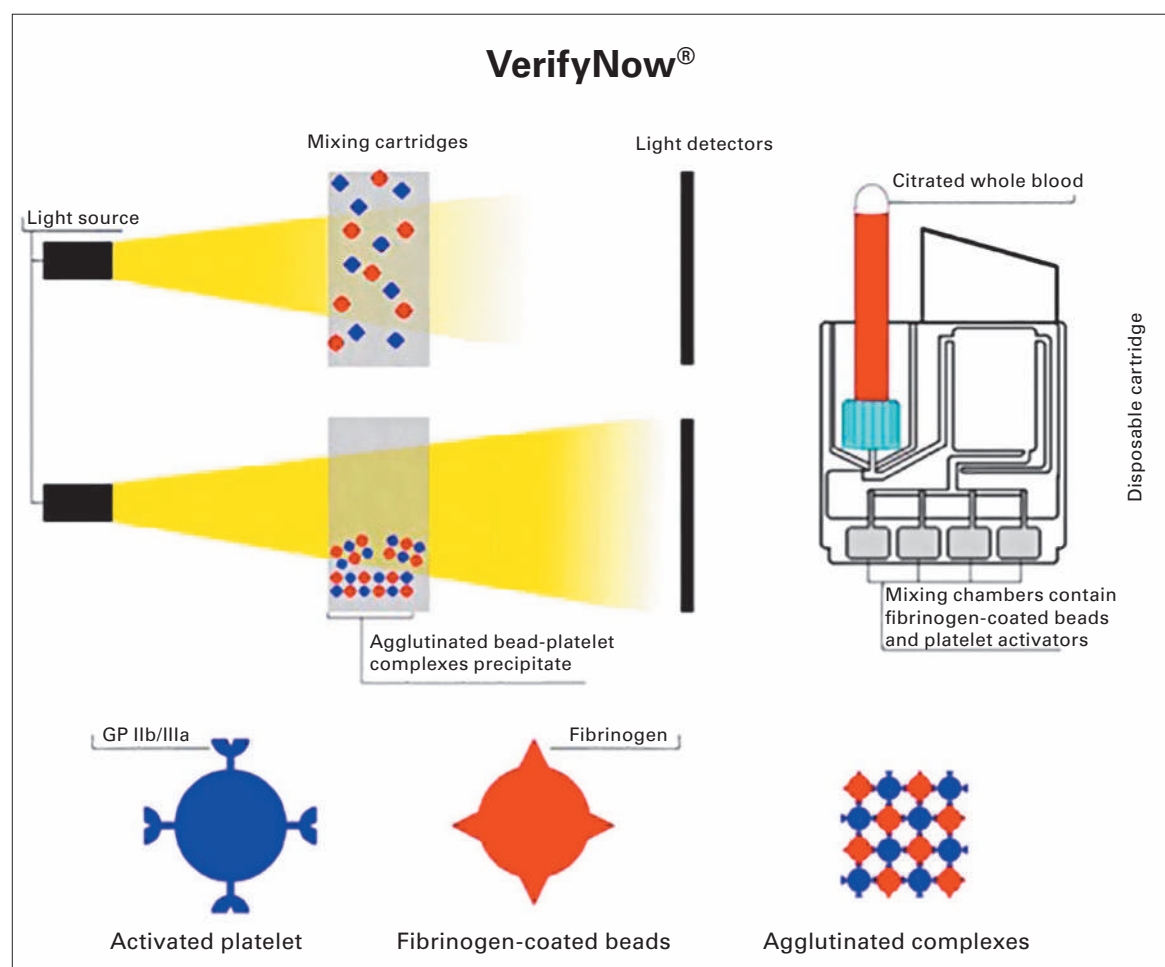 VerifyNow®
Mixing cartridges
Light detectors
Light source
Citrated whole blood
Disposable cartridge
Agglutinated bead-platelet
complexes precipitate
Mixing chambers contain
fibrinogen-coated beads
and platelet activators
GP IIb/IIIa
Fibrinogen
Activated platelet
Fibrinogen-coated beads
Agglutinated complexes